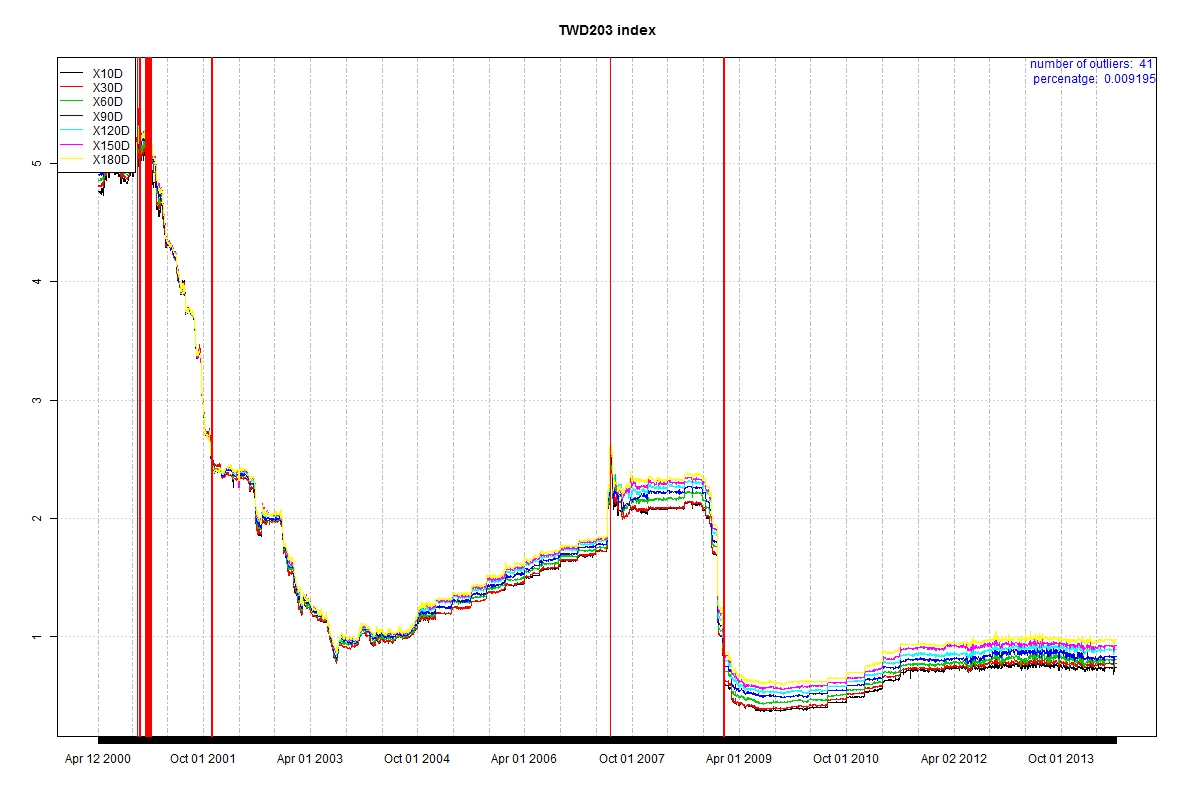 TWD203 index
number of outliers: 41
percenatge: 0.009195
X10D
X30D
X60D
X90D
X120D
X150D
X180D
5
4
3
2
1
Apr 12 2000 Oct 01 2001 Apr 01 2003 Oct 01 2004 Apr 01 2006 Oct 01 2007 Apr 01 2009 Oct 01 2010 Apr 02 2012 Oct 01 2013